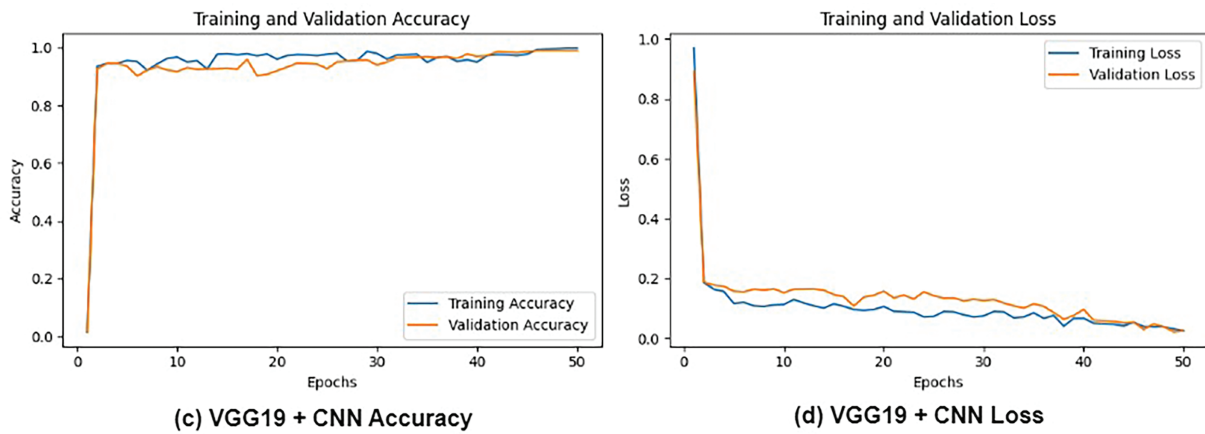 Training and Validation Accuracy
1.0
0.8
0.6
0.4
0.2
0.0
Accuracy
Training Accuracy
Validation Accuracy
0
10
20
30
40
50
Epochs
(c) VGG19 + CNN Accuracy
Training and Validation Loss
1.0
0.8
0.6
0.4
0.2
0.0
Loss
Training Loss
Validation Loss
0
10
20
30
40
50
Epochs
(d) VGG19 + CNN Loss